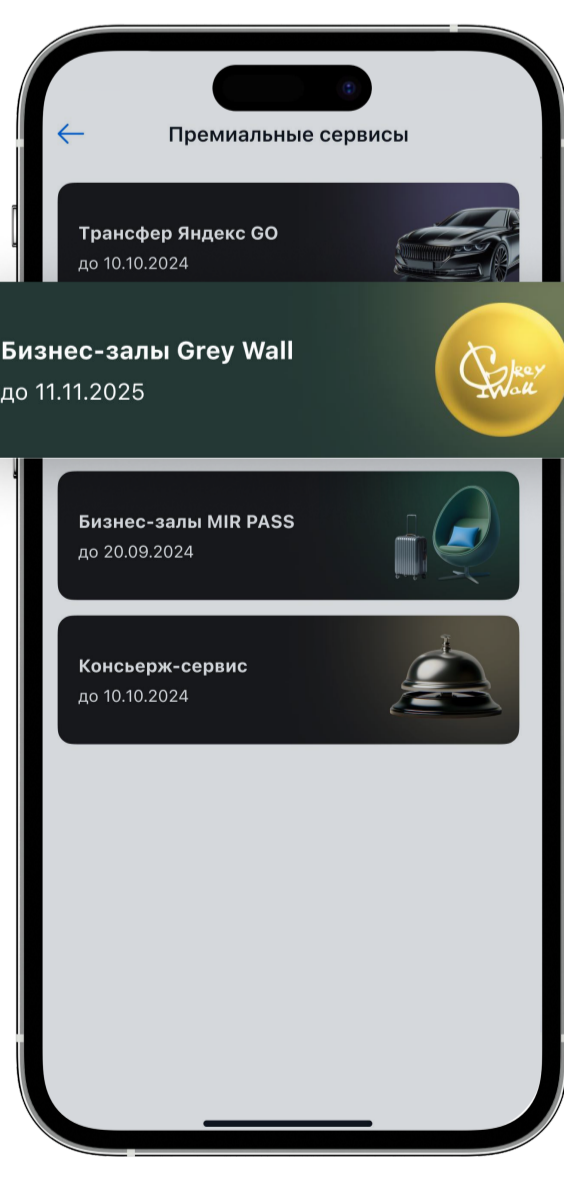 Премиальные сервисы
Трансфер Яндекс GO
до 10.10.2024
Бизнес-залы Grey Wall
до 11.11.2025
Grey
Wall
Бизнес-залы MIR PASS
до 20.09.2024
Консьерж-сервис
до 10.10.2024